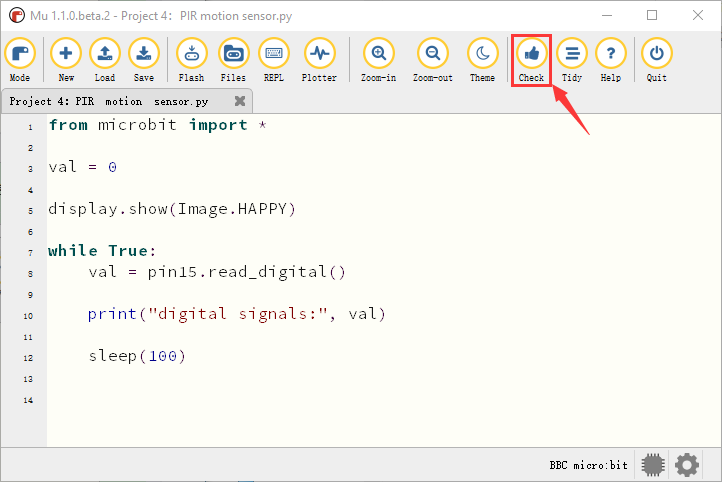 Mu 1.1.0.beta.2 - Project 4: PIR motion sensor.py
Mode New Load Save Flash Files REPL Plotter Zoom-in Zoom-out Theme Check Tidy Help Quit
Project 4: PIR motion sensor.py
1 from microbit import *
2
3 val = 0
4
5 display.show(Image.HAPPY)
6
7 while True:
8 val = pin15.read_digital()
9
10 print("digital signals:", val)
11
12 sleep(100)
13
14
BBC micro:bit